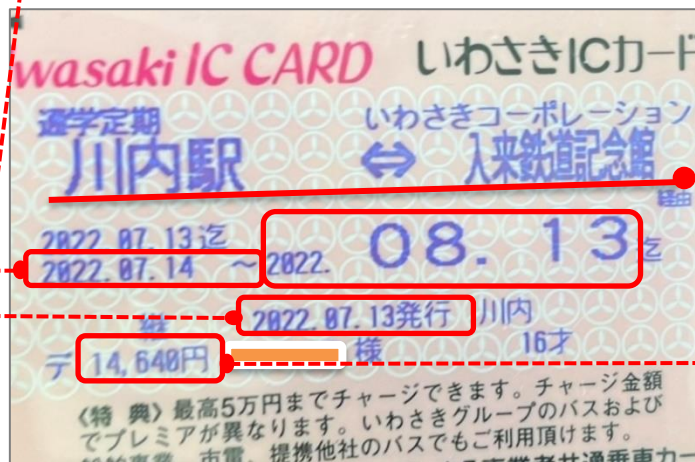 wasaki IC CARD いわさきICカード
通学定期 いわさきコーポレーション
川内駅 ⇔ 入来鉄道記念館
経由
2022.07.13迄
2022.07.14 ～2022. 08. 13迄
継 2022.07.13発行 川内
デ 14,640円 様 16才
〈特 典〉最高5万円までチャージできます。チャージ金額
でプレミアが異なります。いわさきグループのバスおよび
市電、提携他社のバスでもご利用頂けます。